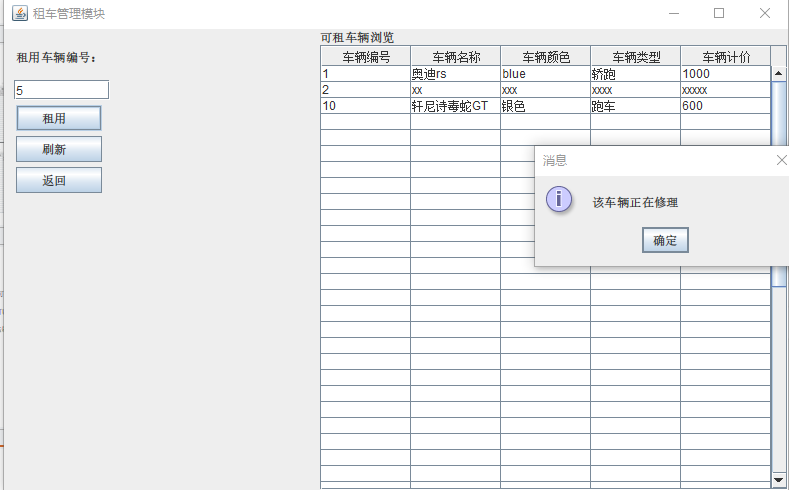 租车管理模块
可租车辆浏览
租用车辆编号：
车辆编号 车辆名称 车辆颜色 车辆类型 车辆计价
1 奥迪rs blue 轿跑 1000
5
2 xx xxx xxxx xxxxx
10 轩尼诗毒蛇GT 银色 跑车 600
租用
刷新
返回
消息
i 该车辆正在修理
确定